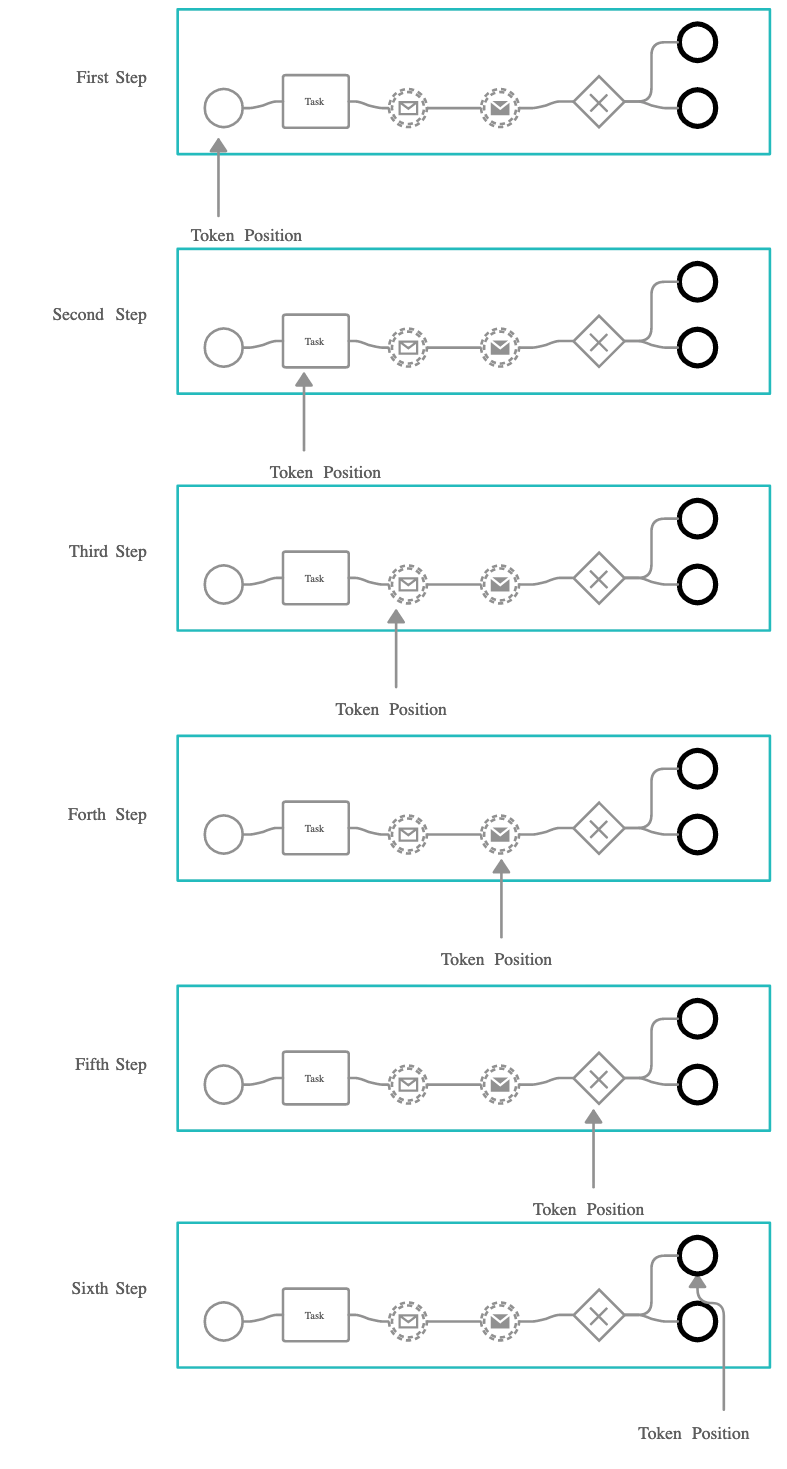 First Step
Task
Token Position
Second Step
Task
Token Position
Third Step
Task
Token Position
Forth Step
Task
Token Position
Fifth Step
Task
Token Position
Sixth Step
Task
Token Position